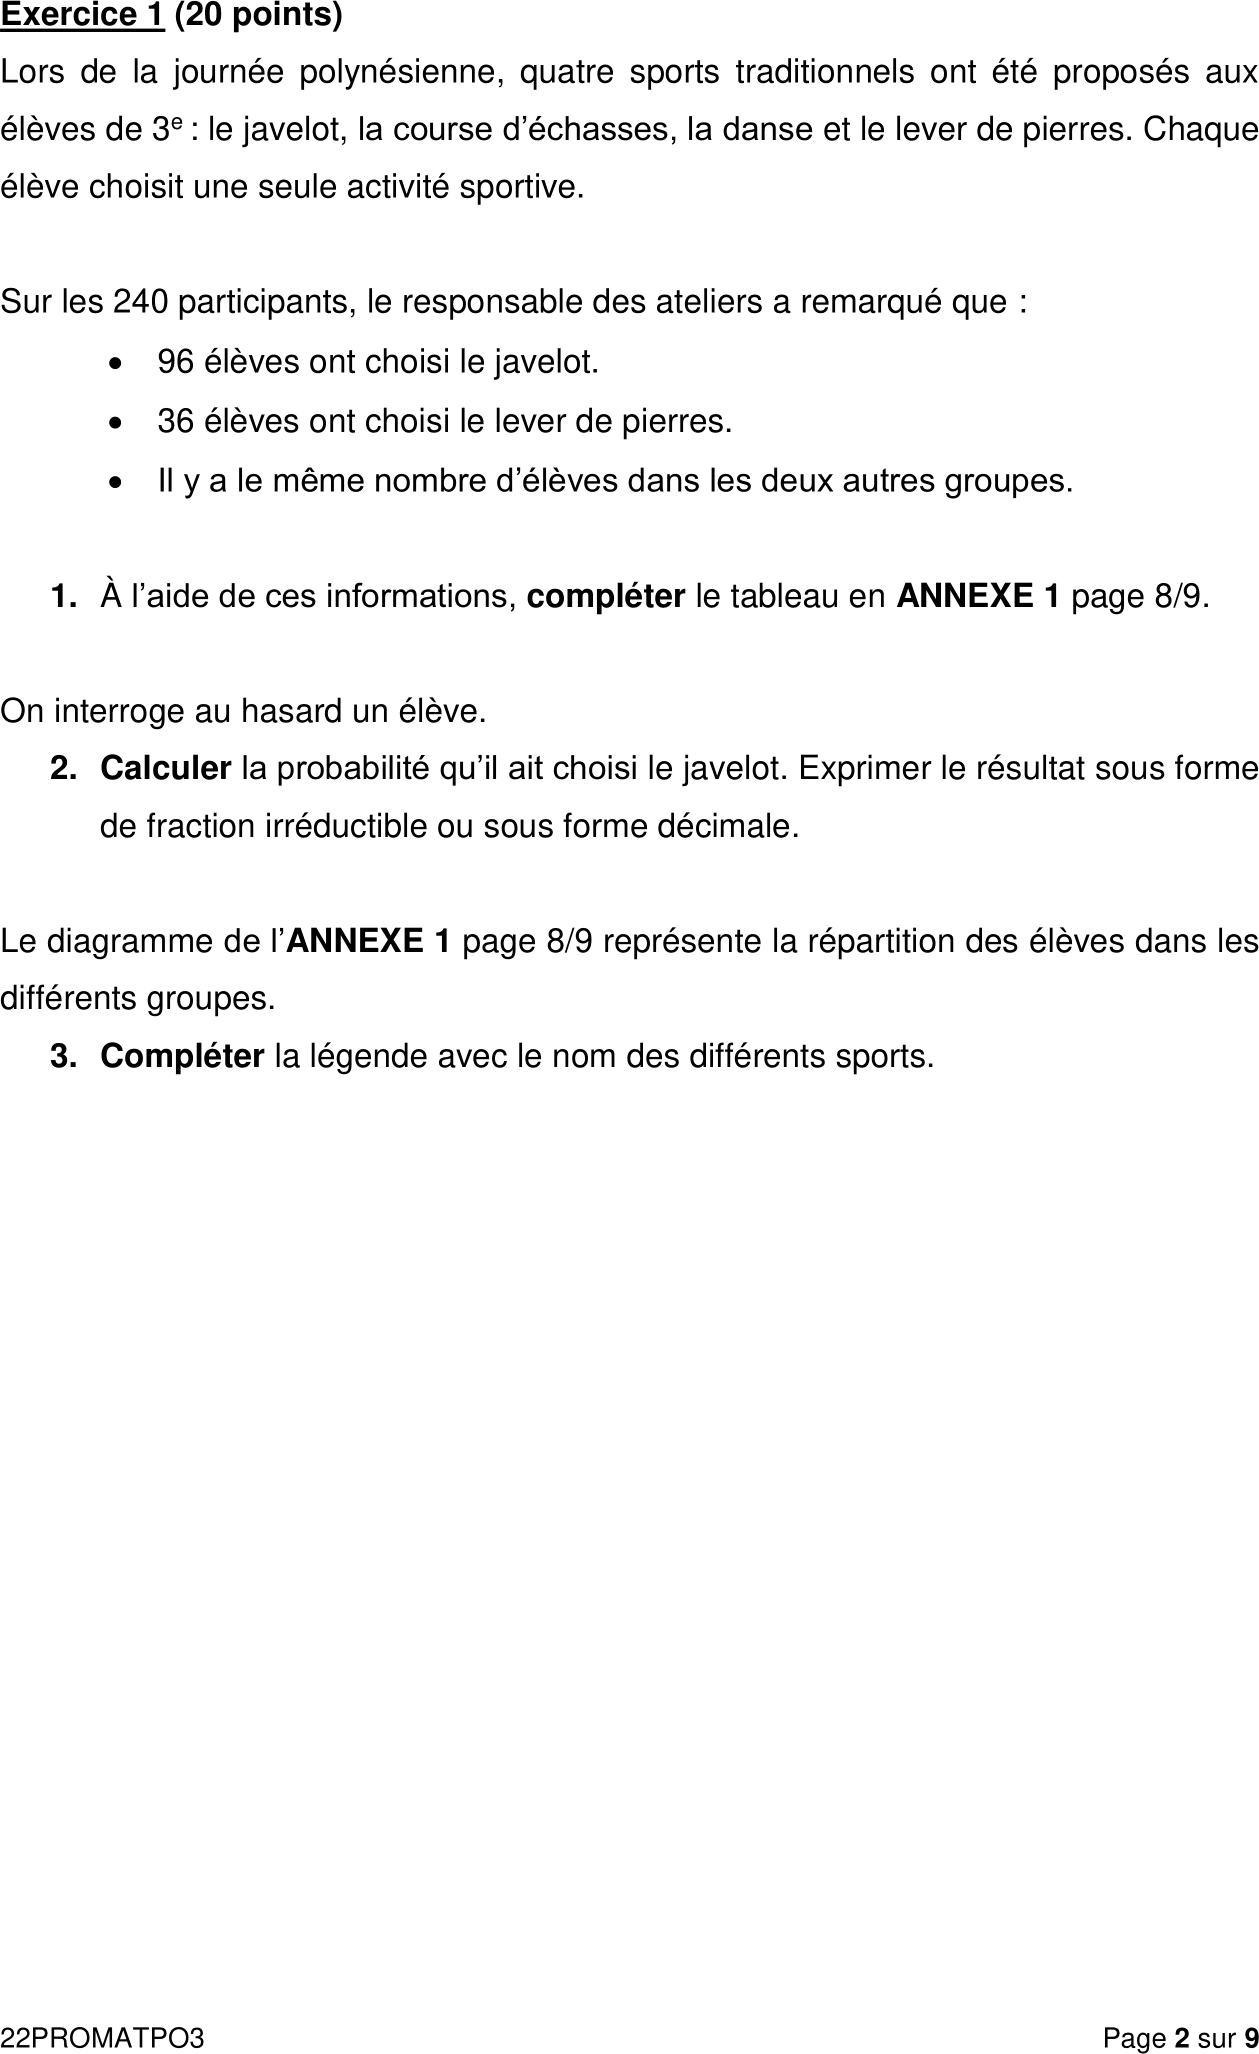 Exercice 1 (20 points)
Lors de la journée polynésienne, quatre sports traditionnels ont été proposés aux
élèves de 3e : le javelot, la course d’échasses, la danse et le lever de pierres. Chaque
élève choisit une seule activité sportive.
Sur les 240 participants, le responsable des ateliers a remarqué que :
• 96 élèves ont choisi le javelot.
• 36 élèves ont choisi le lever de pierres.
• Il y a le même nombre d’élèves dans les deux autres groupes.
1. À l’aide de ces informations, compléter le tableau en ANNEXE 1 page 8/9.
On interroge au hasard un élève.
2. Calculer la probabilité qu’il ait choisi le javelot. Exprimer le résultat sous forme
de fraction irréductible ou sous forme décimale.
Le diagramme de l’ANNEXE 1 page 8/9 représente la répartition des élèves dans les
différents groupes.
3. Compléter la légende avec le nom des différents sports.
22PROMATPO3 Page 2 sur 9